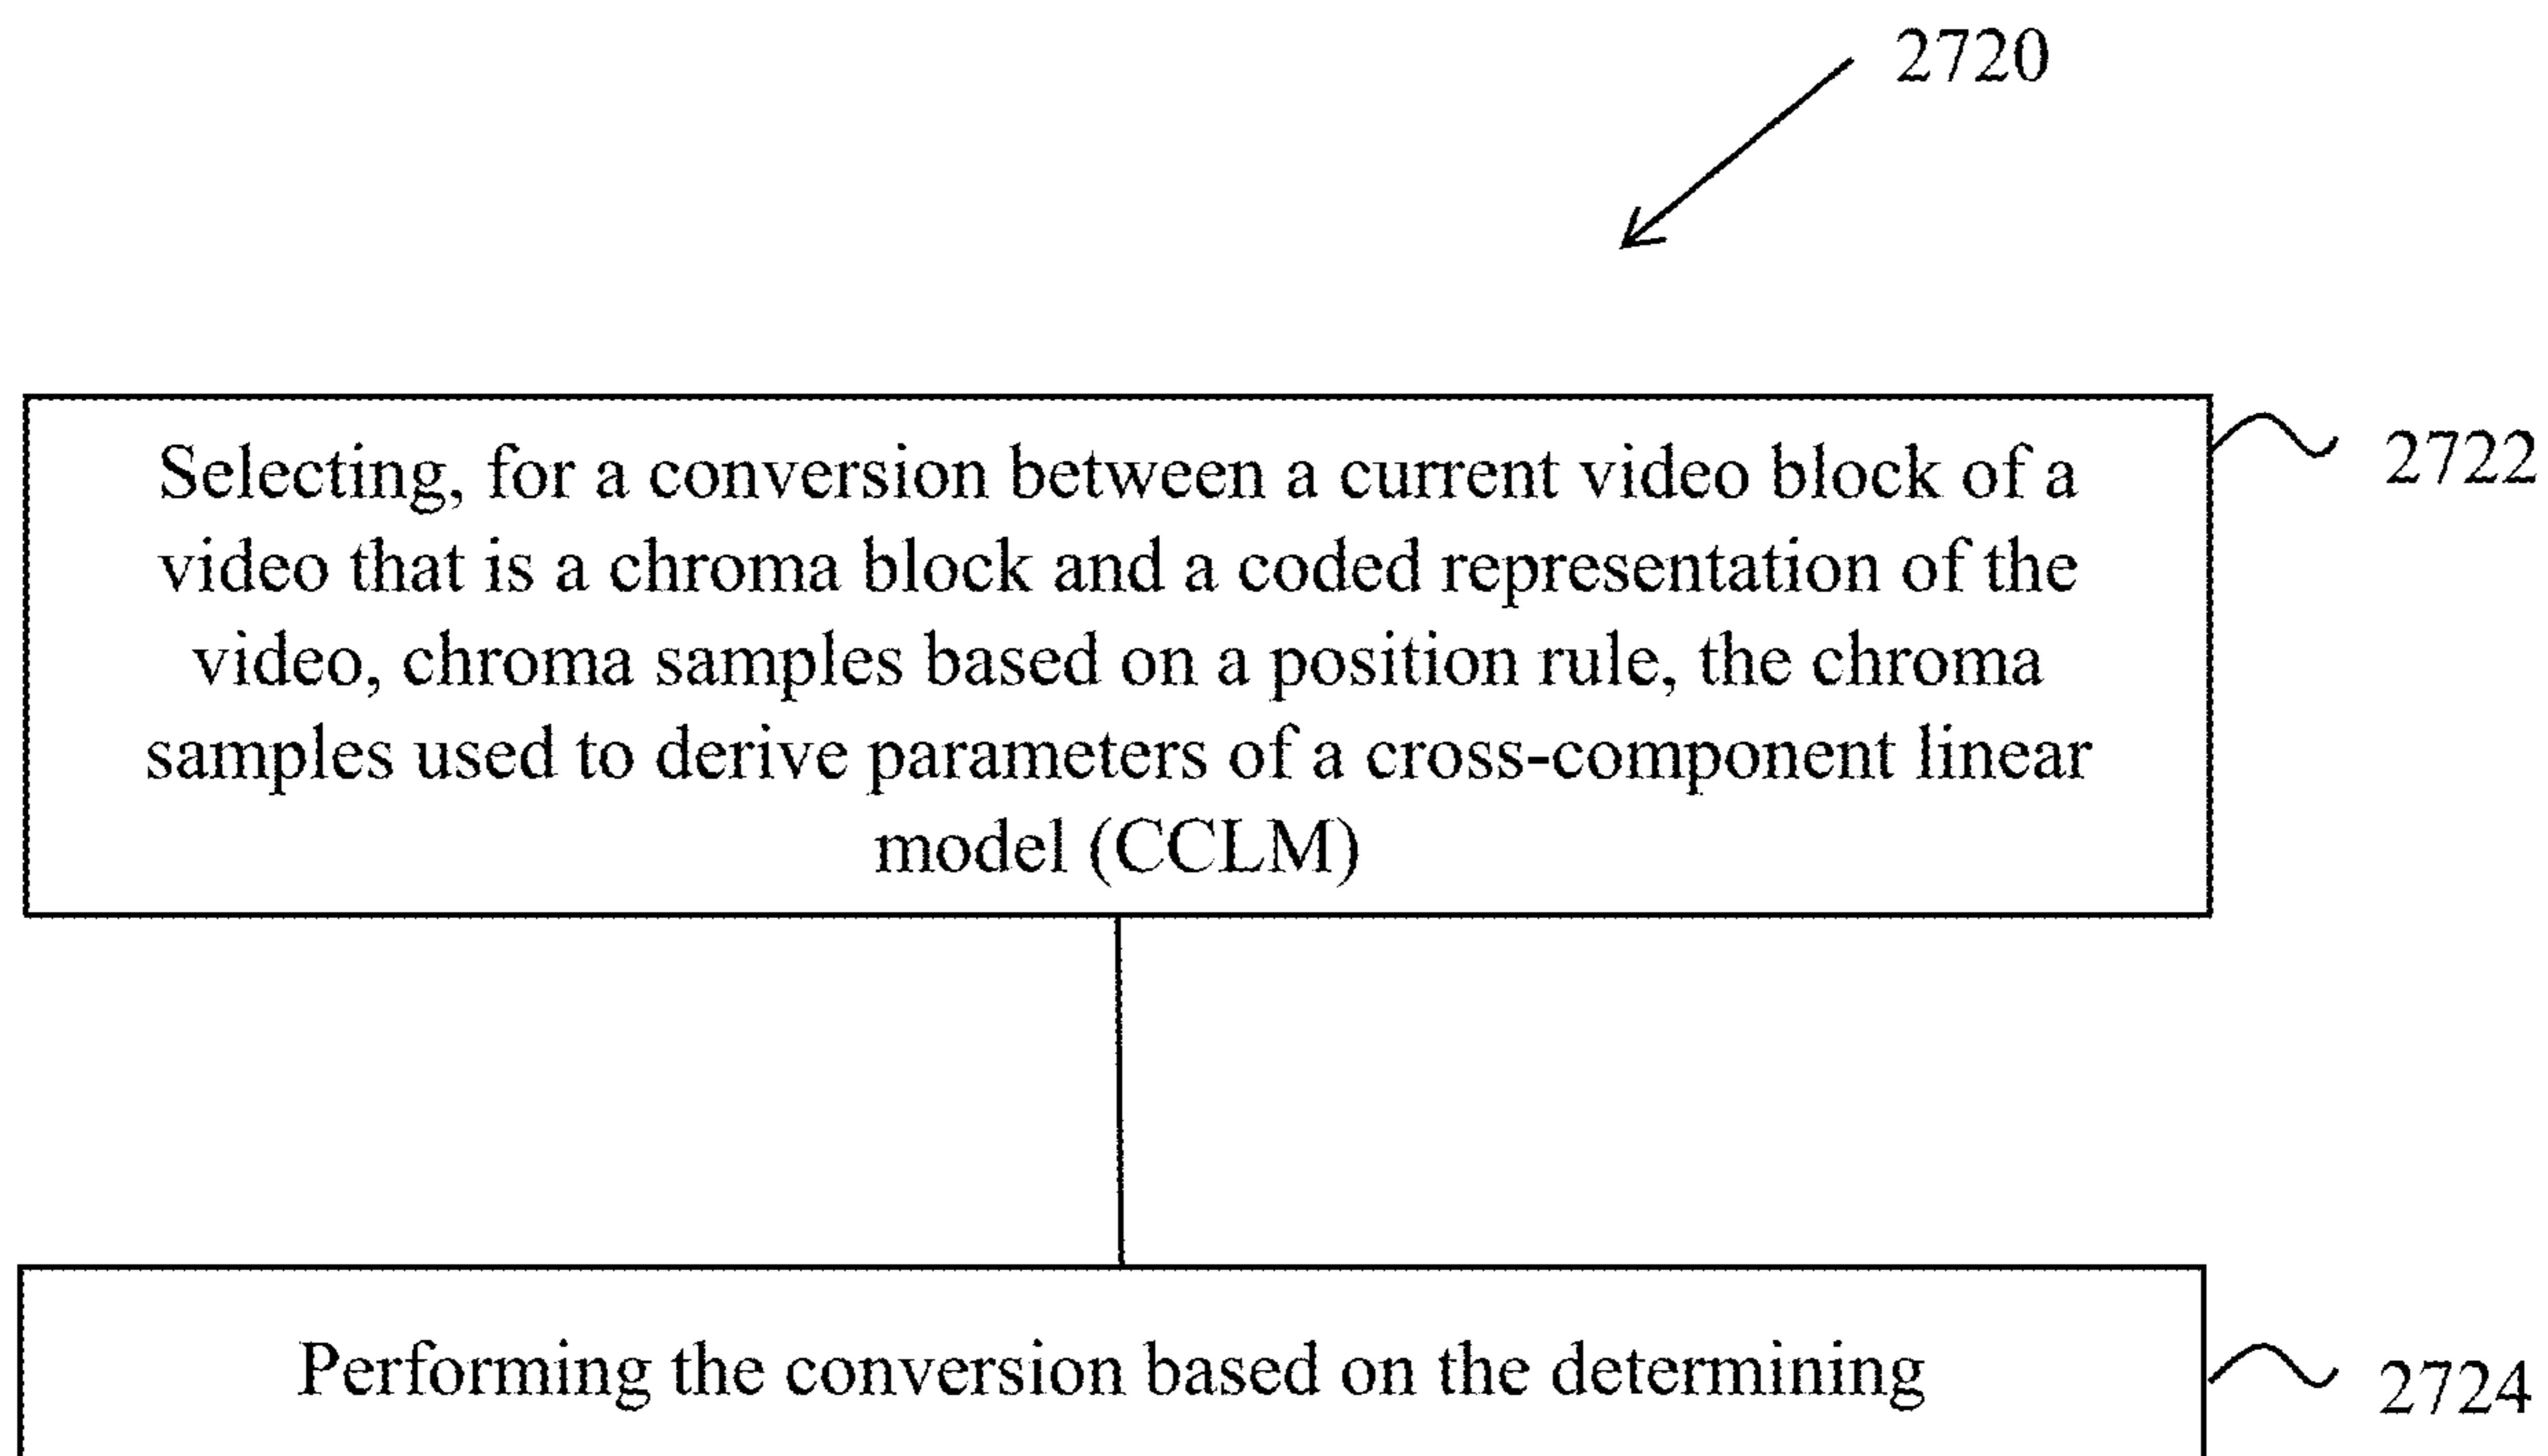 2720
Selecting, for a conversion between a current video block of a
2722
video that is a chroma block and a coded representation of the
video, chroma samples based on a position rule, the chroma
samples used to derive parameters of a cross-component linear
model (CCLM)
Performing the conversion based on the determining
2724